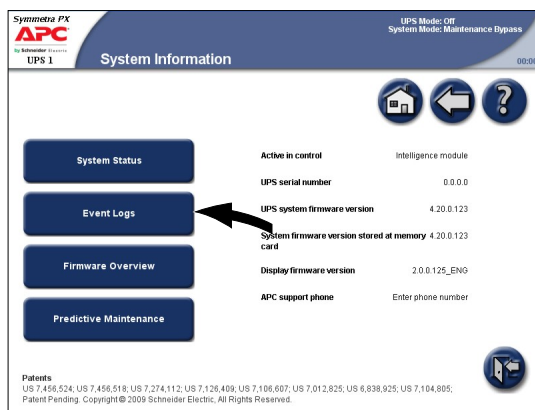 Symmetra PX
APC
by Schneider Electric
UPS 1
System Information
UPS Mode: Off
System Mode: Maintenance Bypass
00:00
?
System Status
Event Logs
Firmware Overview
Predictive Maintenance
Active in control Intelligence module
UPS serial number 0.0.0.0
UPS system firmware version 4.20.0.123
System firmware version stored at memory 4.20.0.123
card
Display firmware version 2.0.0.125_ENG
APC support phone Enter phone number
Patents
US 7,456,524; US 7,456,518; US 7,274,112; US 7,126,409; US 7,106,607; US 7,012,825; US 6,838,925; US 7,104,805;
Patent Pending. Copyright © 2009 Schneider Electric, All Rights Reserved.